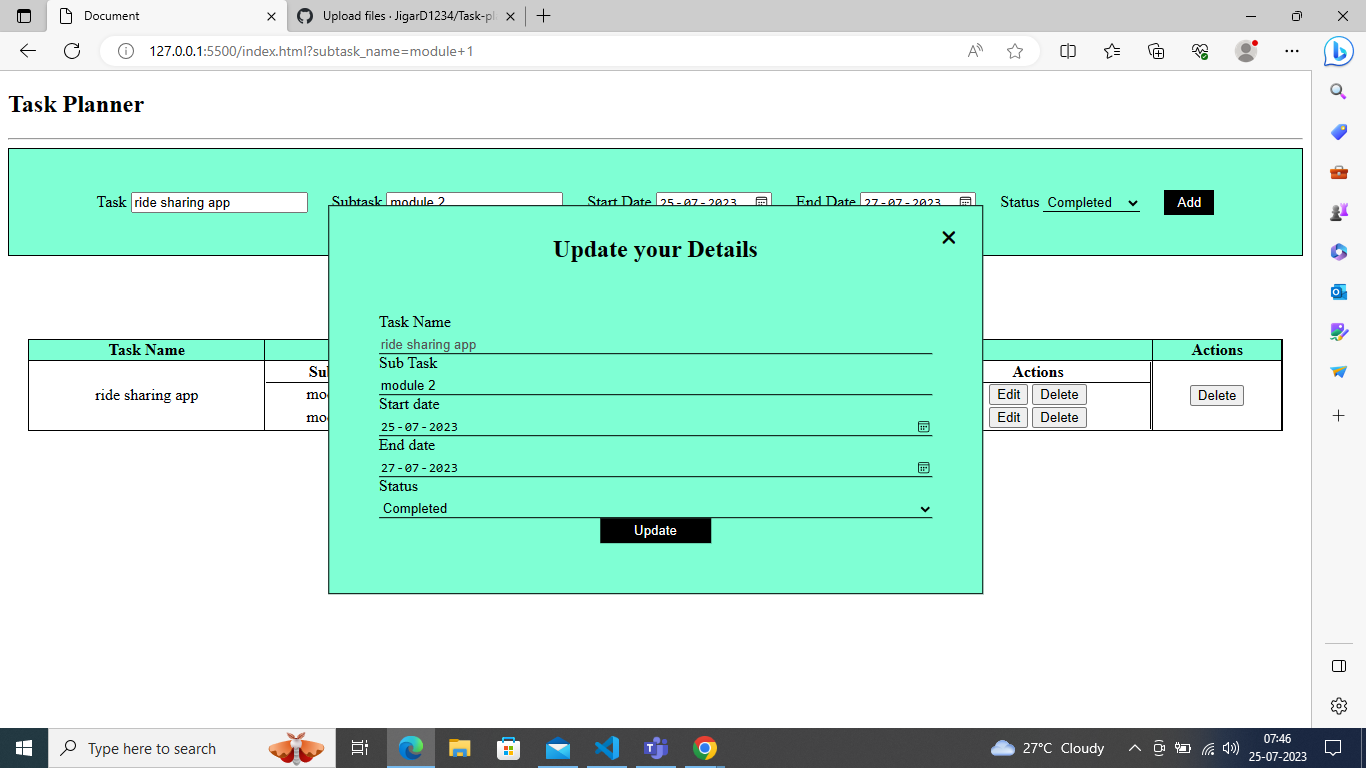 Document
Upload files · JigarD1234/Task-pl
127.0.0.1:5500/index.html?subtask_name=module+1
Task Planner
Task ride sharing app Subtask module 2 Start Date 25-07-2023 End Date 27-07-2023 Status Completed Add
Update your Details
Task Name
ride sharing app
Sub Task
module 2
Start date
25-07-2023
End date
27-07-2023
Status
Completed
Update
Task Name Actions
Sub Actions
ride sharing app Delete
mod Edit Delete
mod Edit Delete
Type here to search
27°C Cloudy
07:46
25-07-2023